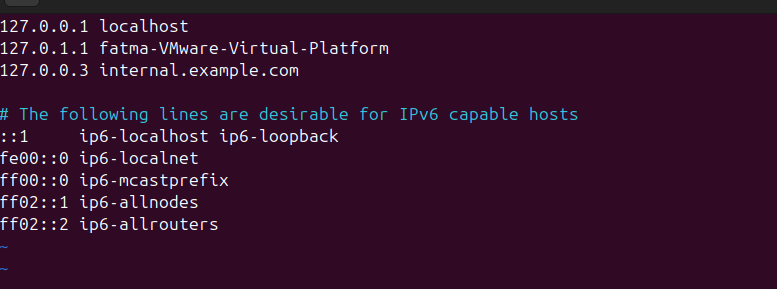 127.0.0.1 localhost
127.0.1.1 fatma-VMware-Virtual-Platform
127.0.0.3 internal.example.com
# The following lines are desirable for IPv6 capable hosts
::1     ip6-localhost ip6-loopback
fe00::0 ip6-localnet
ff00::0 ip6-mcastprefix
ff02::1 ip6-allnodes
ff02::2 ip6-allrouters
~
~